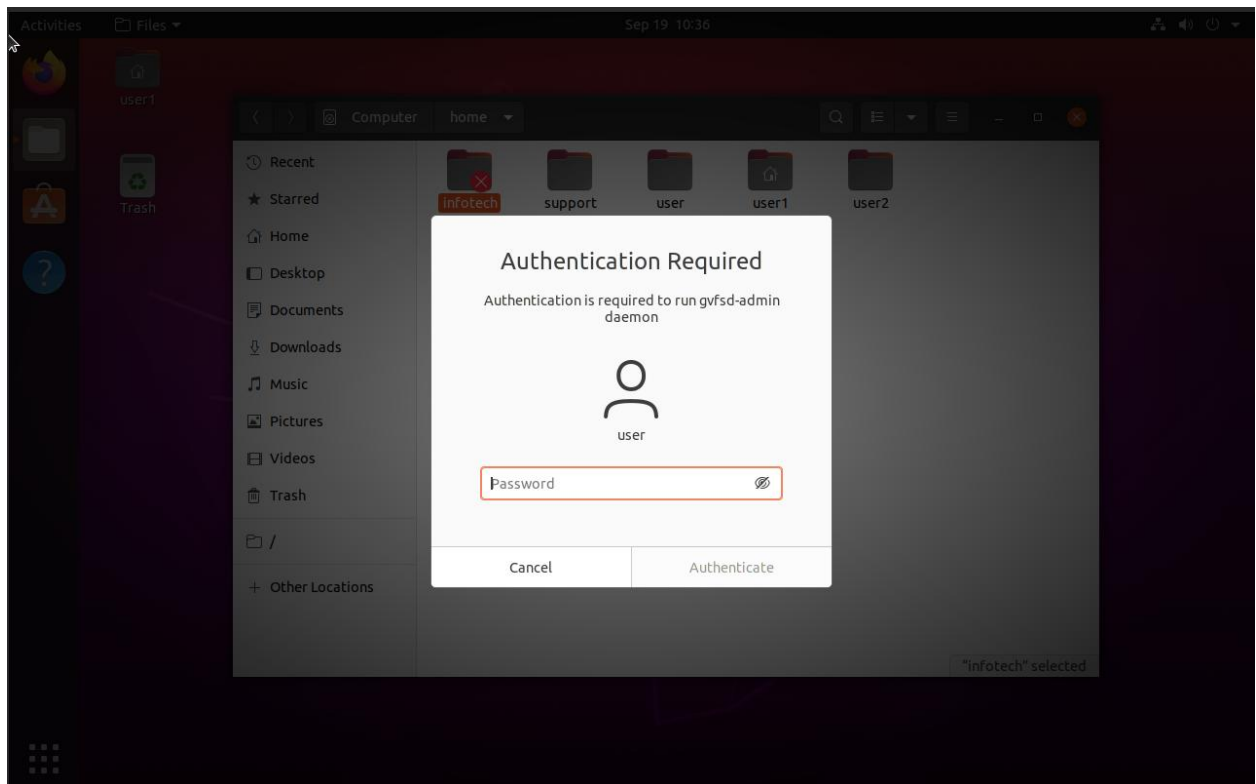 Activities Files Sep 19 10:36
user1
Trash
Computer home
Recent
Starred
Home
Desktop
Documents
Downloads
Music
Pictures
Videos
Trash
/
+ Other Locations
infotech support user user1 user2
Authentication Required
Authentication is required to run gvfsd-admin
daemon
user
Password
Cancel Authenticate
"infotech" selected